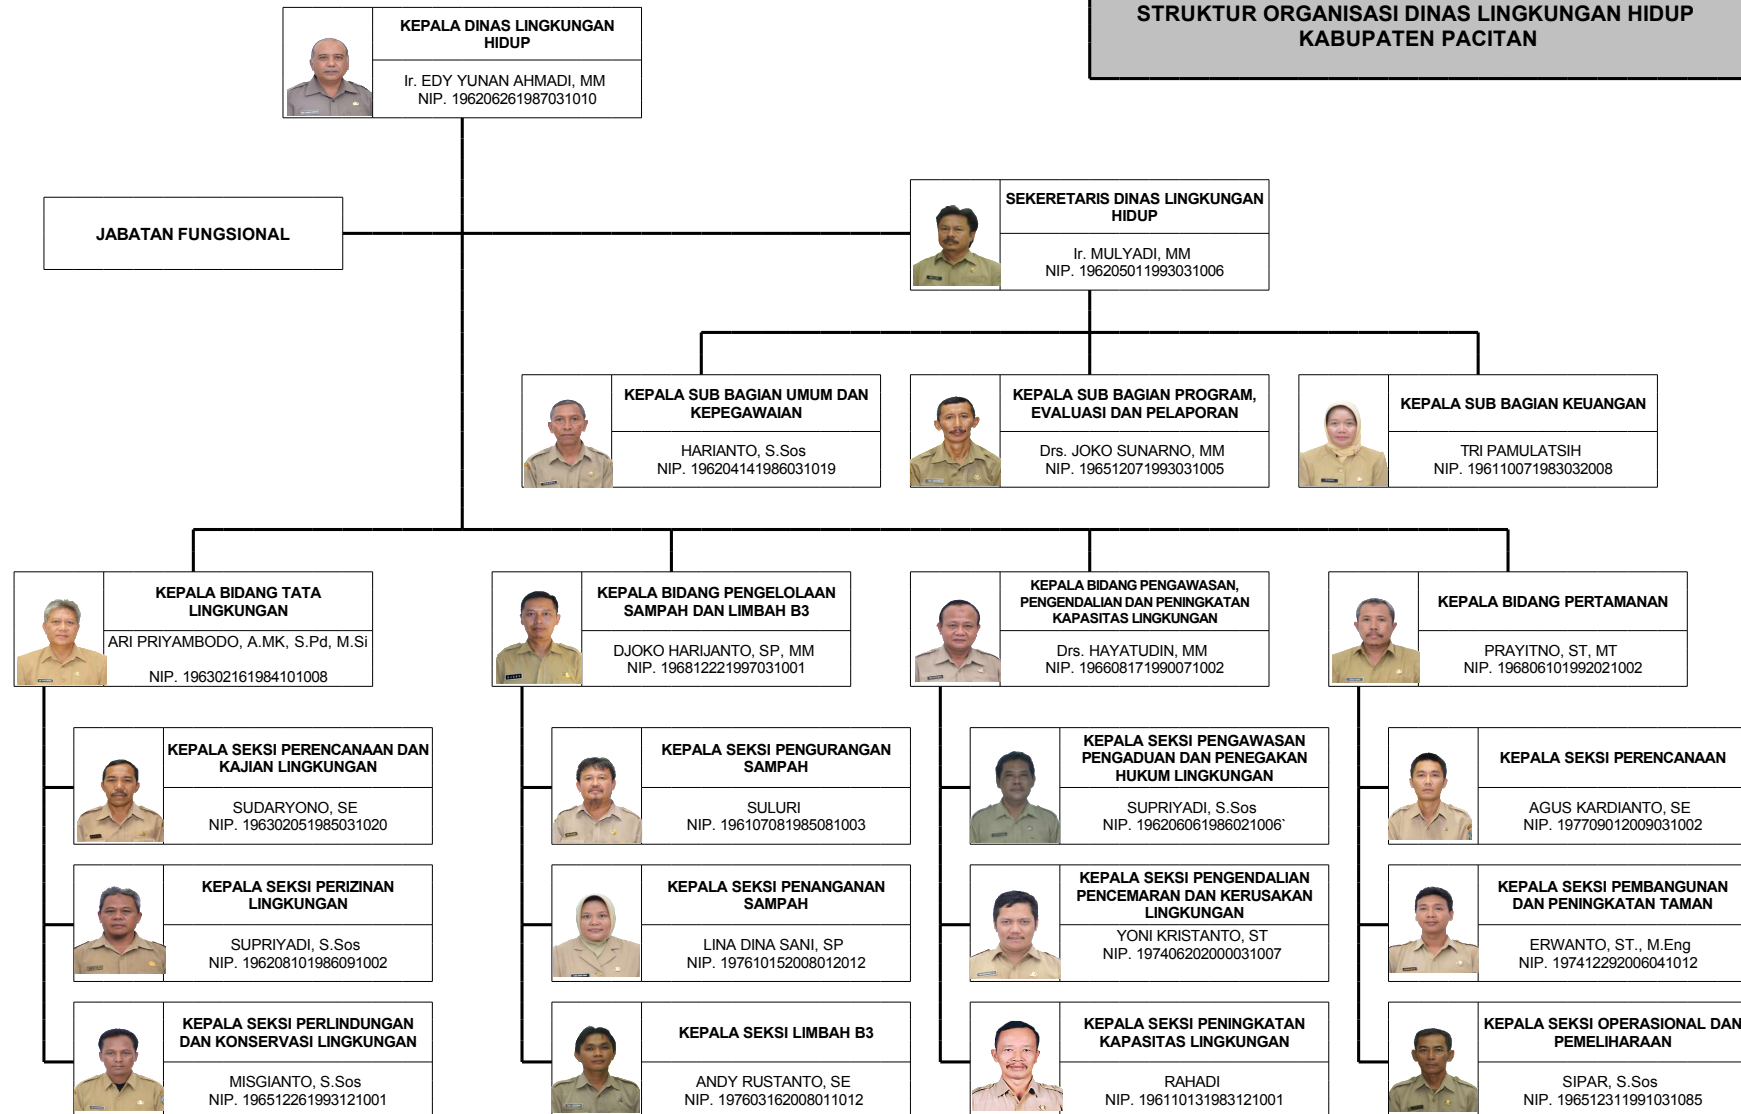 STRUKTUR ORGANISASI DINAS LINGKUNGAN HIDUP
KABUPATEN PACITAN
KEPALA DINAS LINGKUNGAN
HIDUP
Ir. EDY YUNAN AHMADI, MM
NIP. 196206261987031010
JABATAN FUNGSIONAL
SEKERETARIS DINAS LINGKUNGAN
HIDUP
Ir. MULYADI, MM
NIP. 196205011993031006
KEPALA SUB BAGIAN UMUM DAN
KEPEGAWAIAN
HARIANTO, S.Sos
NIP. 196204141986031019
KEPALA SUB BAGIAN PROGRAM,
EVALUASI DAN PELAPORAN
Drs. JOKO SUNARNO, MM
NIP. 196512071993031005
KEPALA SUB BAGIAN KEUANGAN
TRI PAMULATSIH
NIP. 196110071983032008
KEPALA BIDANG TATA
LINGKUNGAN
ARI PRIYAMBODO, A.MK, S.Pd, M.Si
NIP. 196302161984101008
KEPALA BIDANG PENGELOLAAN
SAMPAH DAN LIMBAH B3
DJOKO HARIJANTO, SP, MM
NIP. 196812221997031001
KEPALA BIDANG PENGAWASAN,
PENGENDALIAN DAN PENINGKATAN
KAPASITAS LINGKUNGAN
Drs. HAYATUDIN, MM
NIP. 196608171990071002
KEPALA BIDANG PERTAMANAN
PRAYITNO, ST, MT
NIP. 196806101992021002
KEPALA SEKSI PERENCANAAN DAN
KAJIAN LINGKUNGAN
SUDARYONO, SE
NIP. 196302051985031020
KEPALA SEKSI PENGURANGAN
SAMPAH
SULURI
NIP. 196107081985081003
KEPALA SEKSI PENGAWASAN
PENGADUAN DAN PENEGAKAN
HUKUM LINGKUNGAN
SUPRIYADI, S.Sos
NIP. 196206061986021006`
KEPALA SEKSI PERENCANAAN
AGUS KARDIANTO, SE
NIP. 197709012009031002
KEPALA SEKSI PERIZINAN
LINGKUNGAN
SUPRIYADI, S.Sos
NIP. 196208101986091002
KEPALA SEKSI PENANGANAN
SAMPAH
LINA DINA SANI, SP
NIP. 197610152008012012
KEPALA SEKSI PENGENDALIAN
PENCEMARAN DAN KERUSAKAN
LINGKUNGAN
YONI KRISTANTO, ST
NIP. 197406202000031007
KEPALA SEKSI PEMBANGUNAN
DAN PENINGKATAN TAMAN
ERWANTO, ST., M.Eng
NIP. 197412292006041012
KEPALA SEKSI PERLINDUNGAN
DAN KONSERVASI LINGKUNGAN
MISGIANTO, S.Sos
NIP. 196512261993121001
KEPALA SEKSI LIMBAH B3
ANDY RUSTANTO, SE
NIP. 197603162008011012
KEPALA SEKSI PENINGKATAN
KAPASITAS LINGKUNGAN
RAHADI
NIP. 196110131983121001
KEPALA SEKSI OPERASIONAL DAN
PEMELIHARAAN
SIPAR, S.Sos
NIP. 196512311991031085